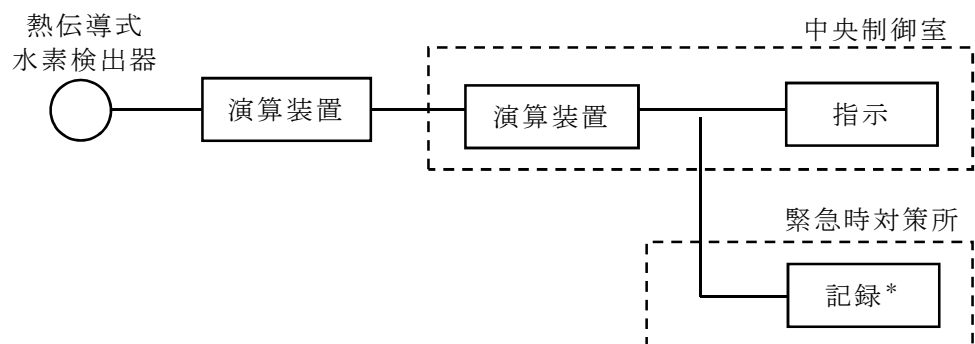 熱伝導式
水素検出器
中央制御室
演算装置
演算装置
指示
緊急時対策所
記録*